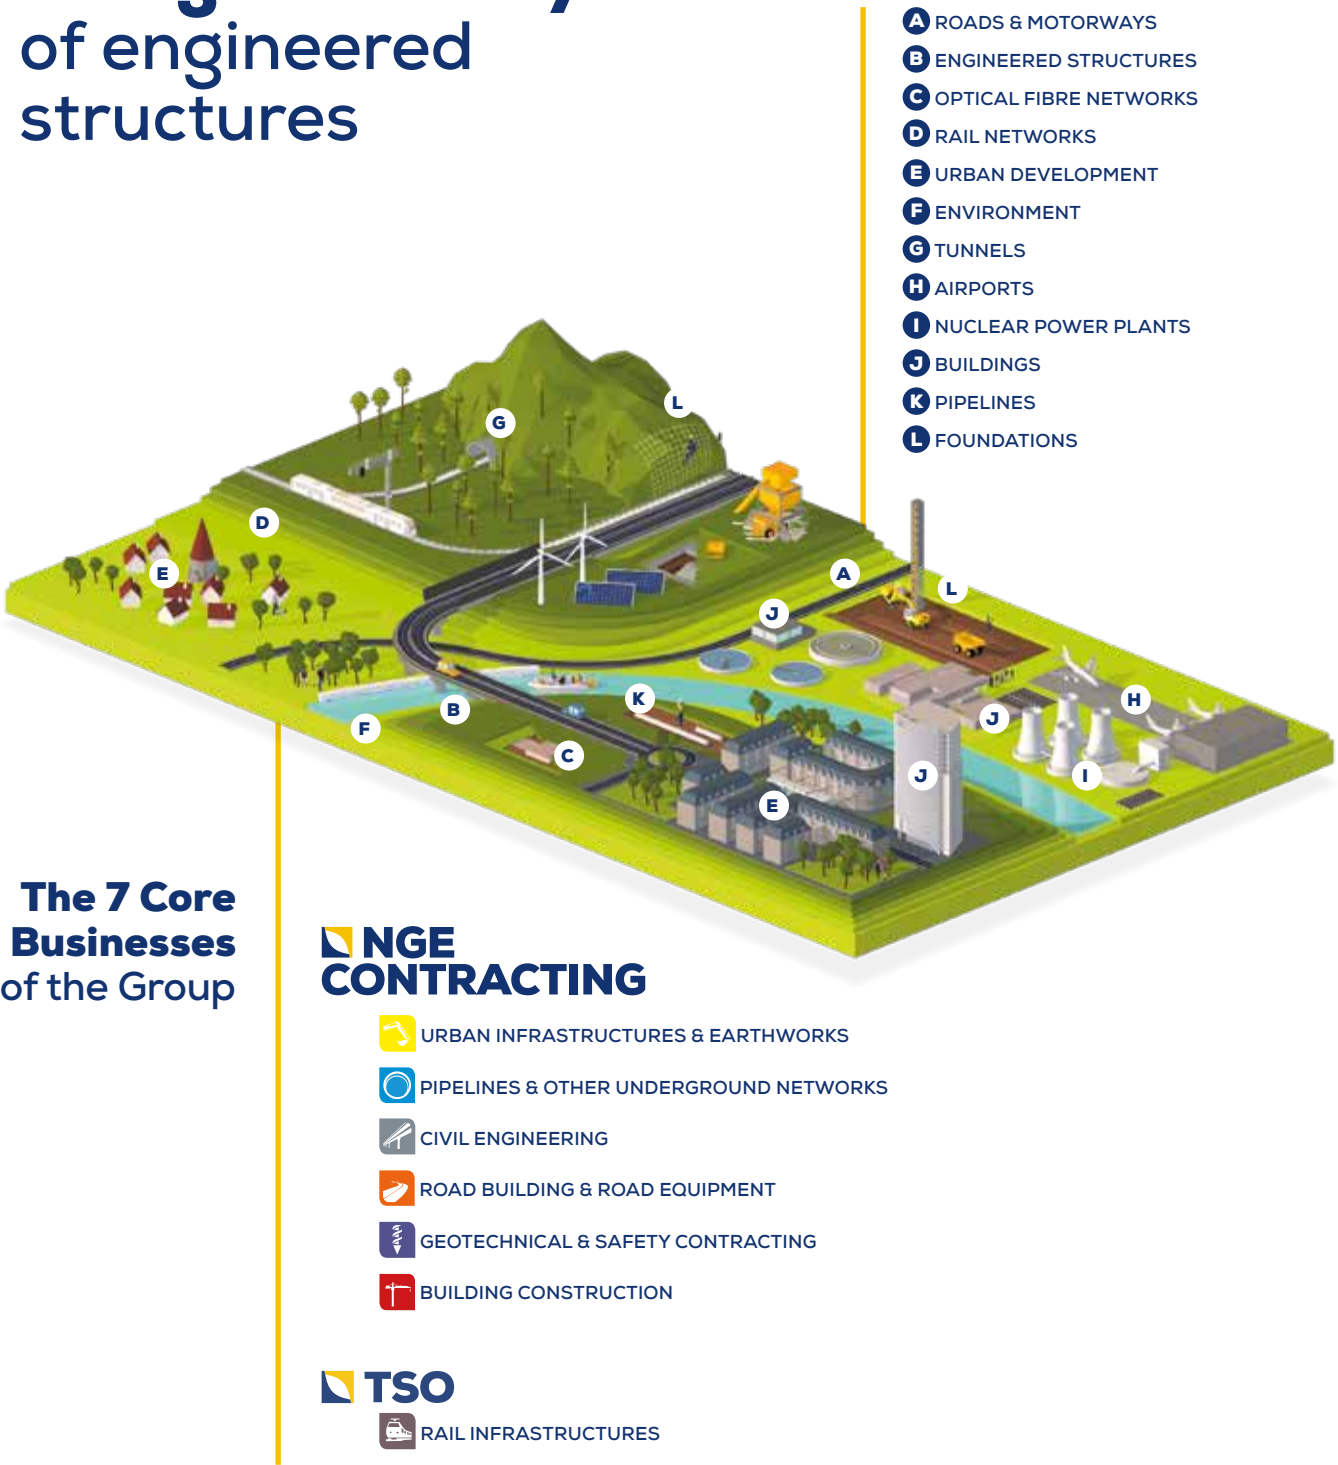 of engineered
structures
A ROADS & MOTORWAYS
B ENGINEERED STRUCTURES
C OPTICAL FIBRE NETWORKS
D RAIL NETWORKS
E URBAN DEVELOPMENT
F ENVIRONMENT
G TUNNELS
H AIRPORTS
I NUCLEAR POWER PLANTS
J BUILDINGS
K PIPELINES
L FOUNDATIONS
L
G
D
E
A
L
J
K
B
F
C
H
J
J
I
E
The 7 Core
Businesses
of the Group
NGE
CONTRACTING
URBAN INFRASTRUCTURES & EARTHWORKS
PIPELINES & OTHER UNDERGROUND NETWORKS
CIVIL ENGINEERING
ROAD BUILDING & ROAD EQUIPMENT
GEOTECHNICAL & SAFETY CONTRACTING
BUILDING CONSTRUCTION
TSO
RAIL INFRASTRUCTURES